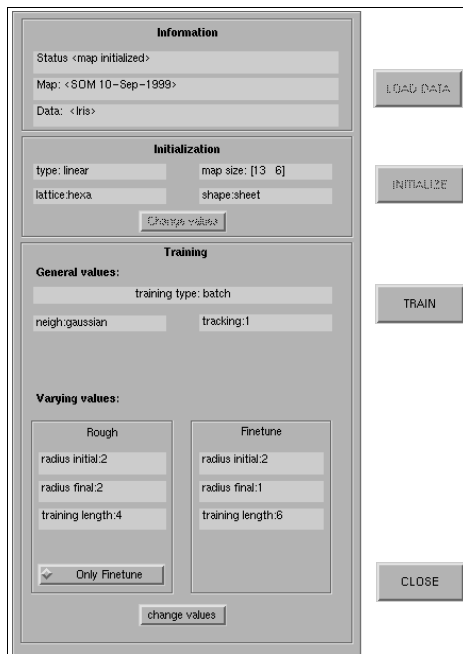 Information
Status <map initialized>
Map: <SOM 10-Sep-1999>
Data: <Iris>
LOAD DATA
Initialization
type: linear
map size: [13 6]
lattice:hexa
shape:sheet
INITIALIZE
Change values
Training
General values:
training type: batch
TRAIN
neigh:gaussian
tracking:1
Varying values:
Rough
radius initial:2
radius final:2
training length:4
Only Finetune
Finetune
radius initial:2
radius final:1
training length:6
CLOSE
change values